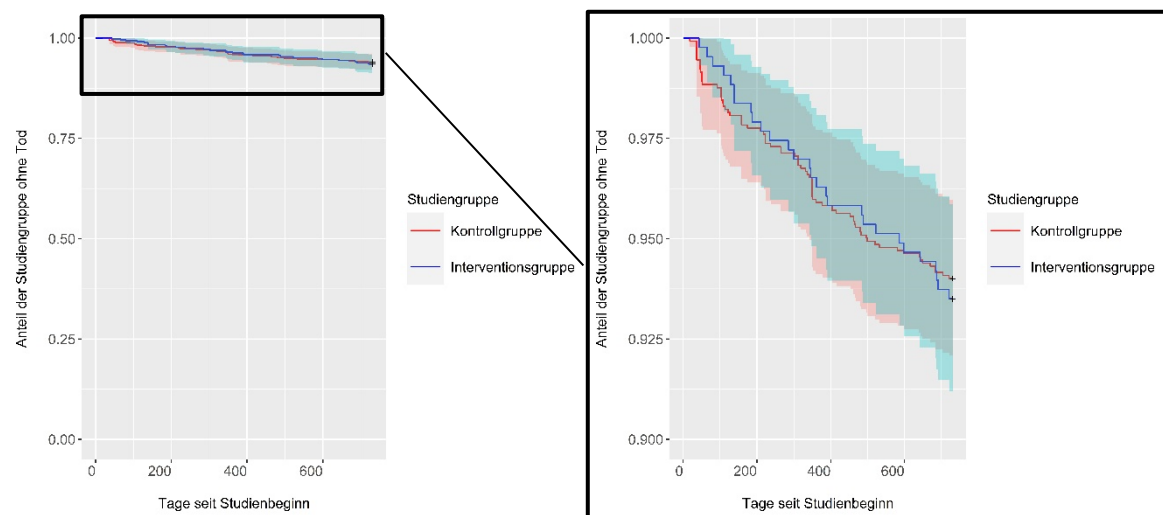 1.00
0.75
0.50
0.25
0.00
Anteil der Studiengruppe ohne Tod
0
200
400
600
Tage seit Studienbeginn
Studiengruppe
Kontrollgruppe
Interventionsgruppe
1.000
0.975
0.950
0.925
0.900
Anteil der Studiengruppe ohne Tod
0
200
400
600
Tage seit Studienbeginn
Studiengruppe
Kontrollgruppe
Interventionsgruppe